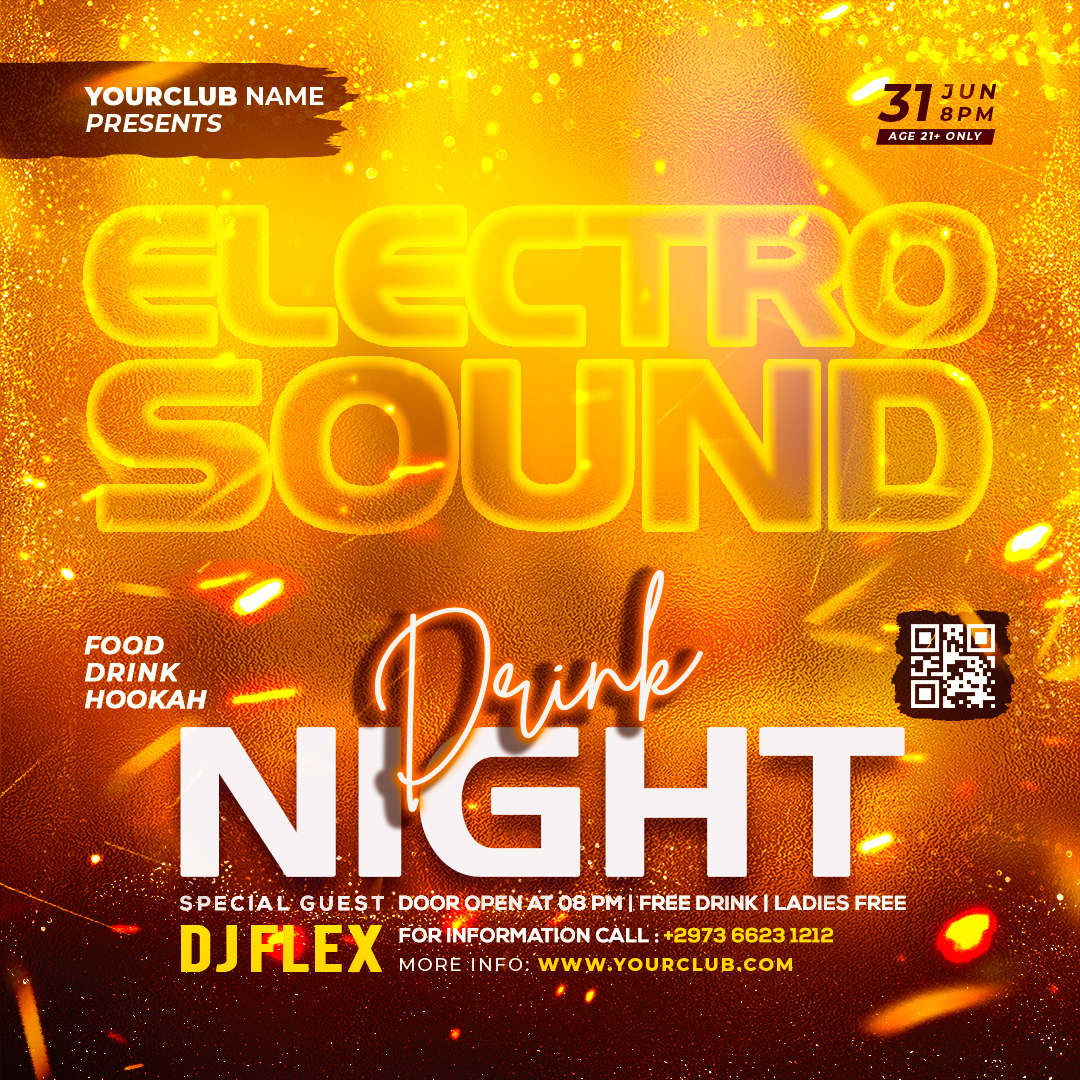 YOURCLUB NAME
PRESENTS
31 JUN
8PM
AGE 21+ ONLY
ELECTRO
SOUND
FOOD
DRINK
HOOKAH
Drink
NIGHT
SPECIAL GUEST
DJ FLEX
DOOR OPEN AT 08 PM | FREE DRINK | LADIES FREE
FOR INFORMATION CALL : +2973 6623 1212
MORE INFO: WWW.YOURCLUB.COM